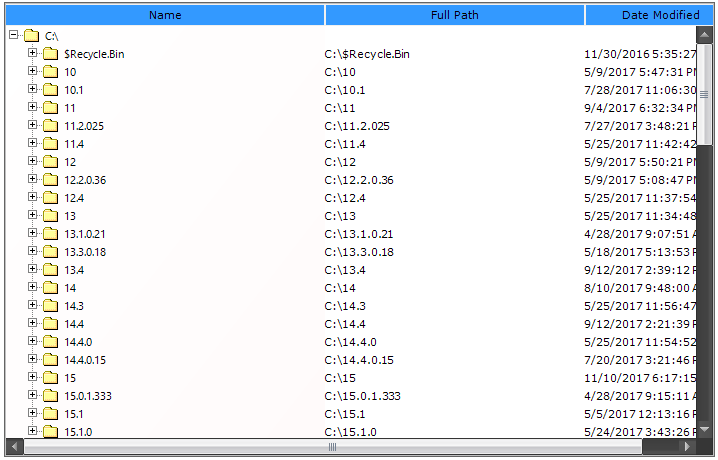 Name Full Path Date Modified
C:\
$Recycle.Bin C:\$Recycle.Bin 11/30/2016 5:35:27
10 C:\10 5/9/2017 5:47:31 PM
10.1 C:\10.1 7/28/2017 11:06:30
11 C:\11 9/4/2017 6:32:34 PM
11.2.025 C:\11.2.025 7/27/2017 3:48:21 P
11.4 C:\11.4 5/25/2017 11:42:42
12 C:\12 5/9/2017 5:50:21 PM
12.2.0.36 C:\12.2.0.36 5/9/2017 5:08:47 PM
12.4 C:\12.4 5/25/2017 11:37:54
13 C:\13 5/25/2017 11:34:48
13.1.0.21 C:\13.1.0.21 4/28/2017 9:07:51 A
13.3.0.18 C:\13.3.0.18 5/18/2017 5:13:53 P
13.4 C:\13.4 9/12/2017 2:39:12 P
14 C:\14 8/10/2017 9:48:00 A
14.3 C:\14.3 5/25/2017 11:56:47
14.4 C:\14.4 9/12/2017 2:21:39 P
14.4.0 C:\14.4.0 5/25/2017 11:54:52
14.4.0.15 C:\14.4.0.15 7/20/2017 3:21:46 P
15 C:\15 11/10/2017 6:17:15
15.0.1.333 C:\15.0.1.333 4/28/2017 9:15:11 A
15.1 C:\15.1 5/5/2017 12:13:16 P
15.1.0 C:\15.1.0 5/24/2017 3:43:26 P